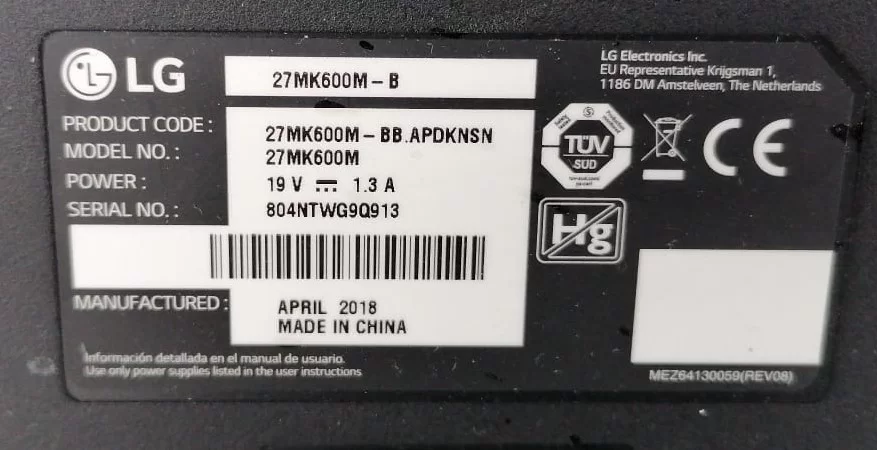 LG
27MK600M-B
LG Electronics Inc.
EU Representative Krijgsman 1,
1186 DM Amstelveen, The Netherlands
PRODUCT CODE : 27MK600M-BB.APDKNSN
MODEL NO. : 27MK600M
POWER : 19 V ⎓ 1.3 A
SERIAL NO. : 804NTWG9Q913
TÜV
SÜD
CE
Hg
MANUFACTURED : APRIL 2018
MADE IN CHINA
Información detallada en el manual de usuario.
Use only power supplies listed in the user instructions
MEZ64130059(REV08)